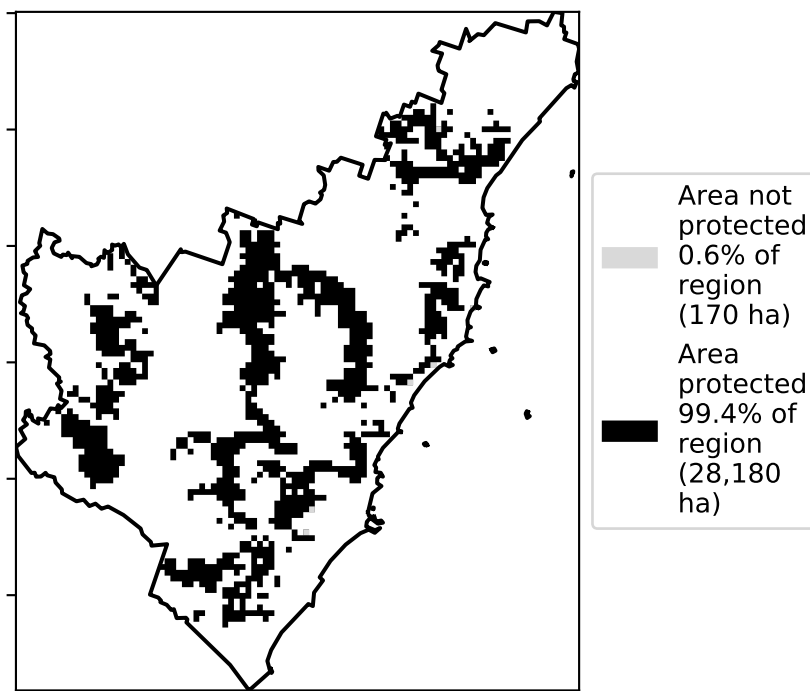 Area not
protected
0.6% of
region
(170 ha)
Area
protected
99.4% of
region
(28,180
ha)